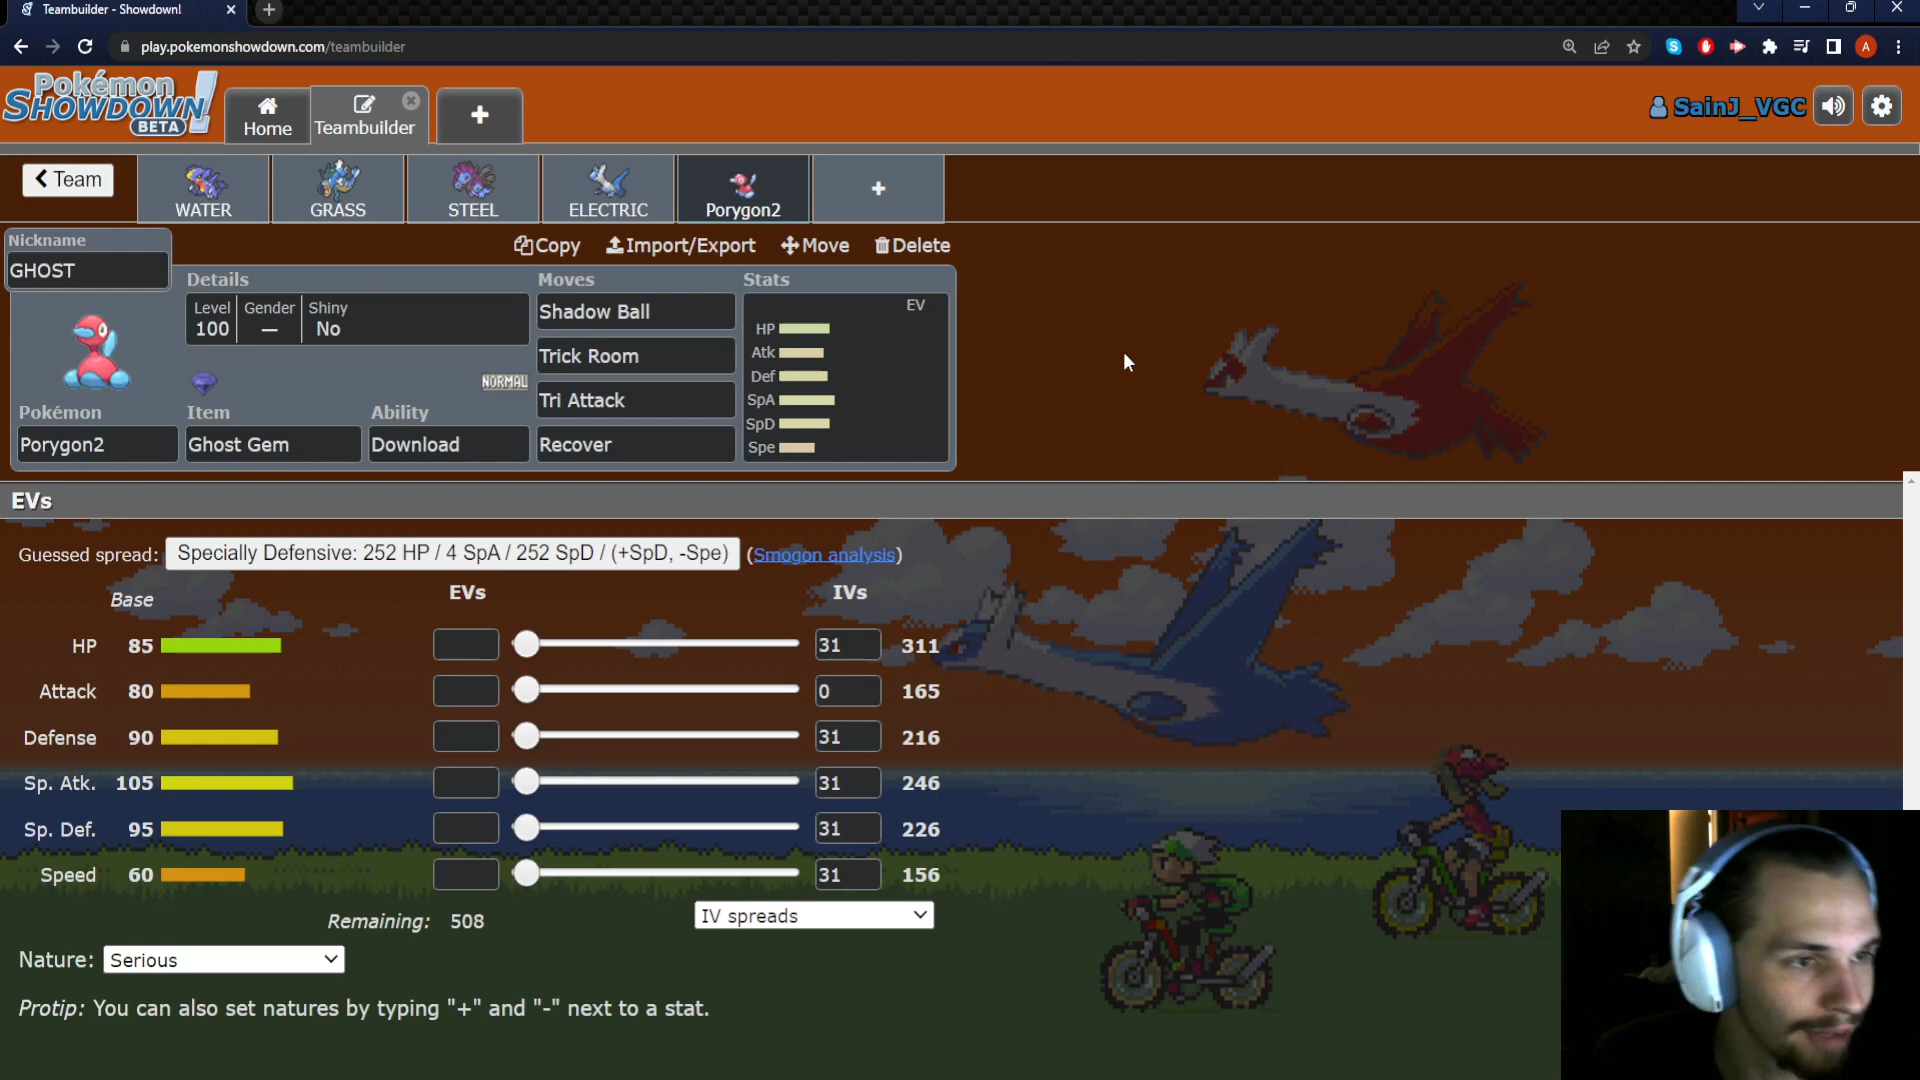 Teambuilder - Showdown!
play.pokemonshowdown.com/teambuilder
A
Pokémon
SHOWDOWN!
BETA
Home
Teambuilder
SainJ_VGC
Team
WATER
GRASS
STEEL
ELECTRIC
Porygon2
Copy
Import/Export
Move
Delete
Nickname
GHOST
Details
Level
100
Gender
—
Shiny
No
NORMAL
Pokémon
Porygon2
Item
Ghost Gem
Ability
Download
Moves
Shadow Ball
Trick Room
Tri Attack
Recover
Stats
EV
HP
Atk
Def
SpA
SpD
Spe
EVs
Guessed spread: Specially Defensive: 252 HP / 4 SpA / 252 SpD / (+SpD, -Spe) (Smogon analysis)
Base EVs IVs
HP 85 31 311
Attack 80 0 165
Defense 90 31 216
Sp. Atk. 105 31 246
Sp. Def. 95 31 226
Speed 60 31 156
Remaining: 508 IV spreads
Nature: Serious
Protip: You can also set natures by typing "+" and "-" next to a stat.